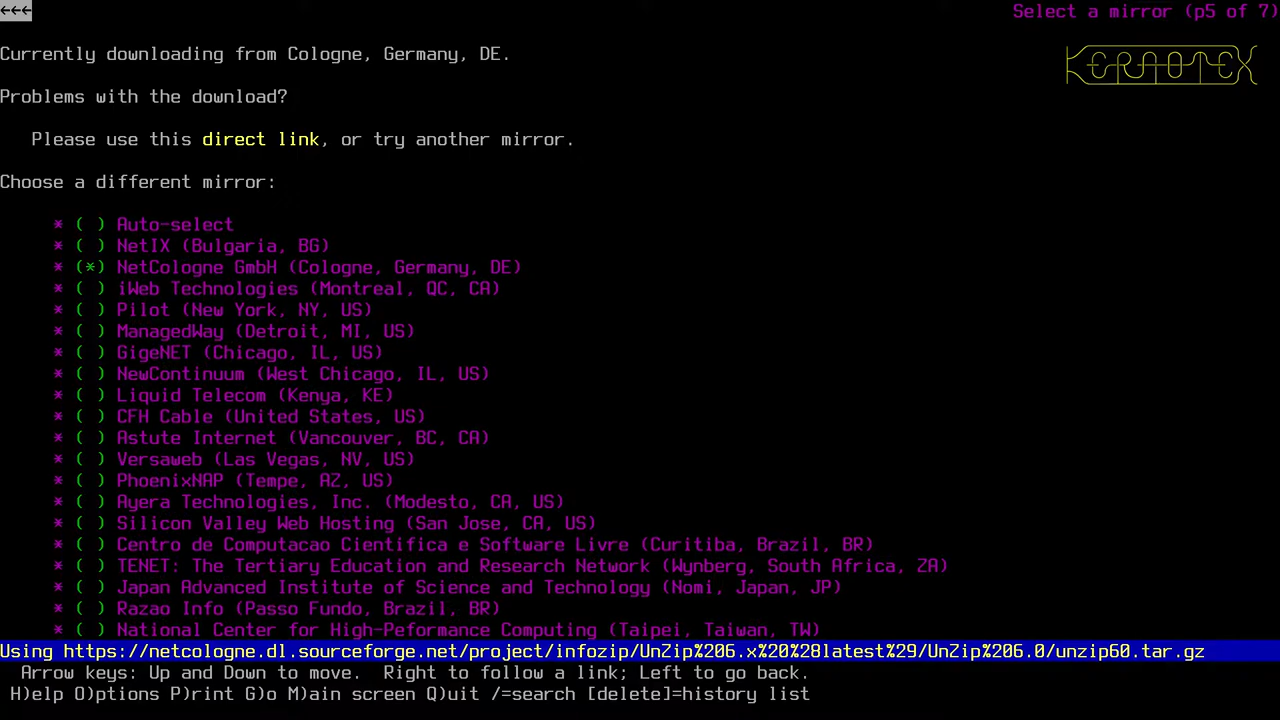 ←←← Select a mirror (p5 of 7)
Currently downloading from Cologne, Germany, DE.
KERNOTEX
Problems with the download?
Please use this direct link, or try another mirror.
Choose a different mirror:
* ( ) Auto-select
* ( ) NetIX (Bulgaria, BG)
* (*) NetCologne GmbH (Cologne, Germany, DE)
* ( ) iWeb Technologies (Montreal, QC, CA)
* ( ) Pilot (New York, NY, US)
* ( ) ManagedWay (Detroit, MI, US)
* ( ) GigeNET (Chicago, IL, US)
* ( ) NewContinuum (West Chicago, IL, US)
* ( ) Liquid Telecom (Kenya, KE)
* ( ) CFH Cable (United States, US)
* ( ) Astute Internet (Vancouver, BC, CA)
* ( ) Versaweb (Las Vegas, NV, US)
* ( ) PhoenixNAP (Tempe, AZ, US)
* ( ) Ayera Technologies, Inc. (Modesto, CA, US)
* ( ) Silicon Valley Web Hosting (San Jose, CA, US)
* ( ) Centro de Computacao Cientifica e Software Livre (Curitiba, Brazil, BR)
* ( ) TENET: The Tertiary Education and Research Network (Wynberg, South Africa, ZA)
* ( ) Japan Advanced Institute of Science and Technology (Nomi, Japan, JP)
* ( ) Razao Info (Passo Fundo, Brazil, BR)
* ( ) National Center for High-Peformance Computing (Taipei, Taiwan, TW)
Using https://netcologne.dl.sourceforge.net/project/infozip/UnZip%206.x%20%28latest%29/UnZip%206.0/unzip60.tar.gz
Arrow keys: Up and Down to move. Right to follow a link; Left to go back.
H)elp O)ptions P)rint G)o M)ain screen Q)uit /=search [delete]=history list